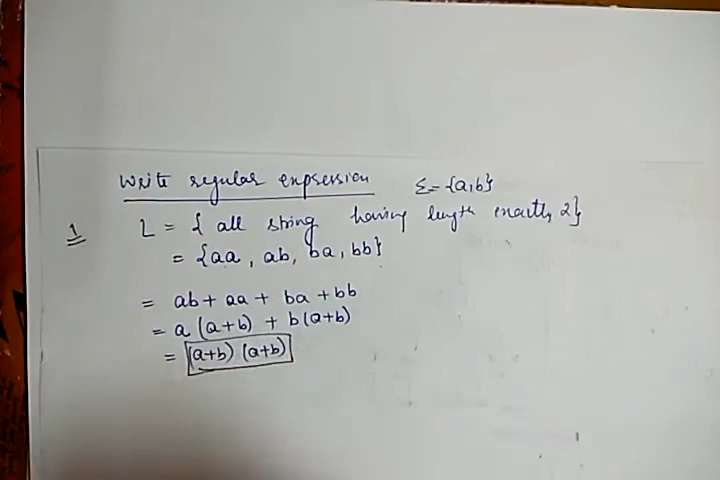 Write regular expression Σ = {a,b}
1 L = { all string having length exactly 2}
= {aa, ab, ba, bb}
= ab + aa + ba + bb
= a (a+b) + b(a+b)
= (a+b) (a+b)